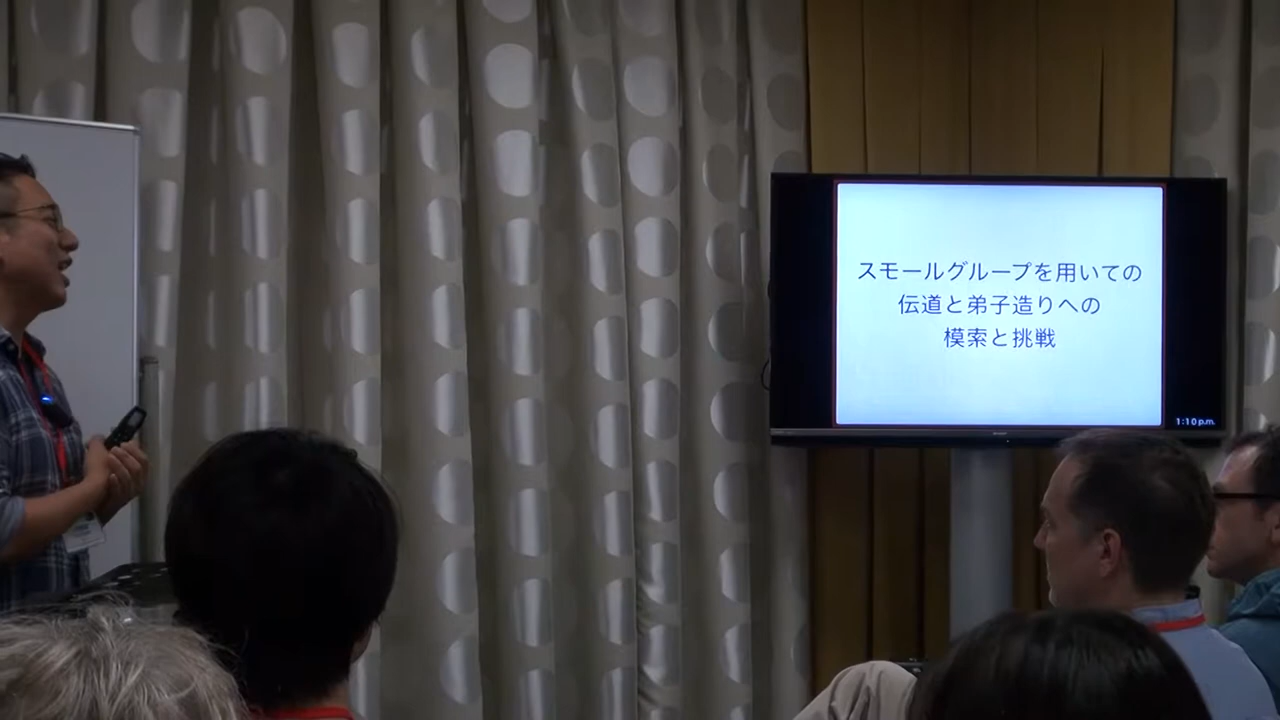 スモールグループを用いての
伝道と弟子造りへの
模索と挑戦
1:10 p.m.